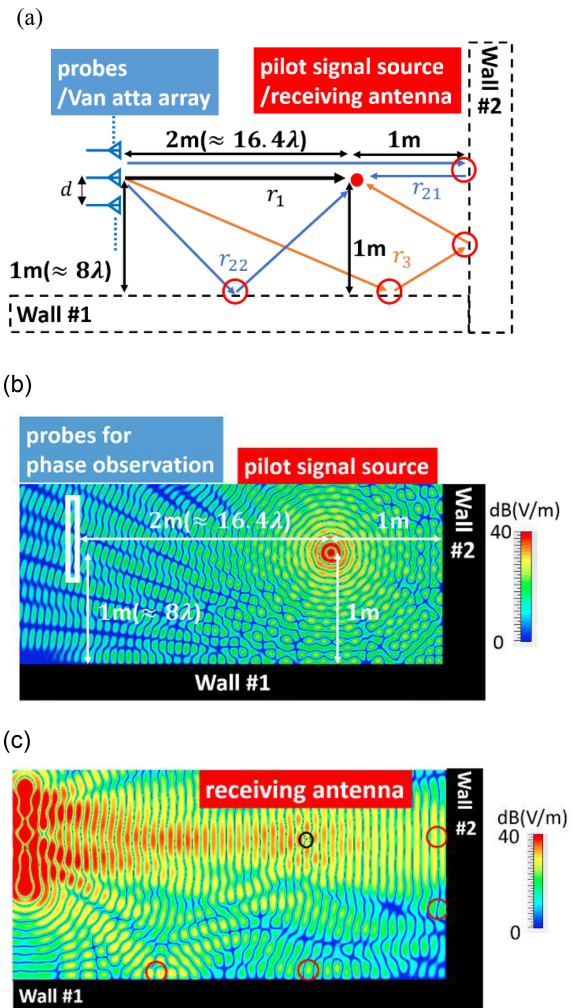 (a)
probes
/Van atta array
pilot signal source
/receiving antenna
Wall
#2
2m(≈ 16.4λ)
1m
d
r₁
r₂₁
1m(≈ 8λ)
r₂₂
1m
r₃
Wall #1
(b)
probes for
phase observation
pilot signal source
Wall
#2
dB(V/m)
40
0
2m(≈ 16.4λ)
1m
1m(≈ 8λ)
1m
Wall #1
(c)
receiving antenna
Wall
#2
dB(V/m)
40
0
Wall #1